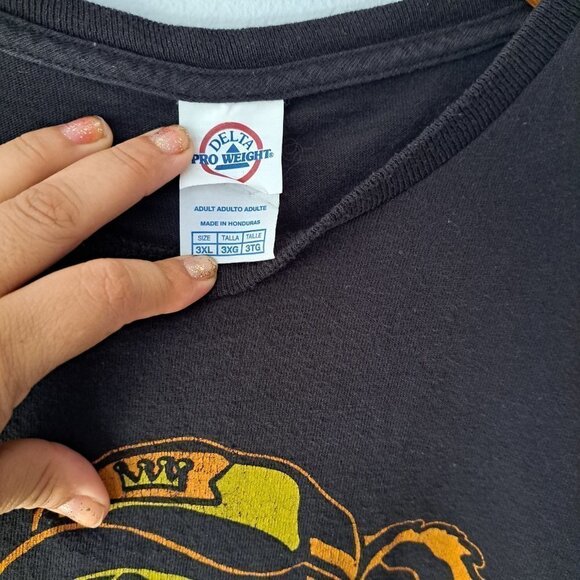 DELTA
PRO WEIGHT®
ADULT ADULTO ADULTE
MADE IN HONDURAS
SIZE TALLA TAILLE
3XL 3XG 3TG